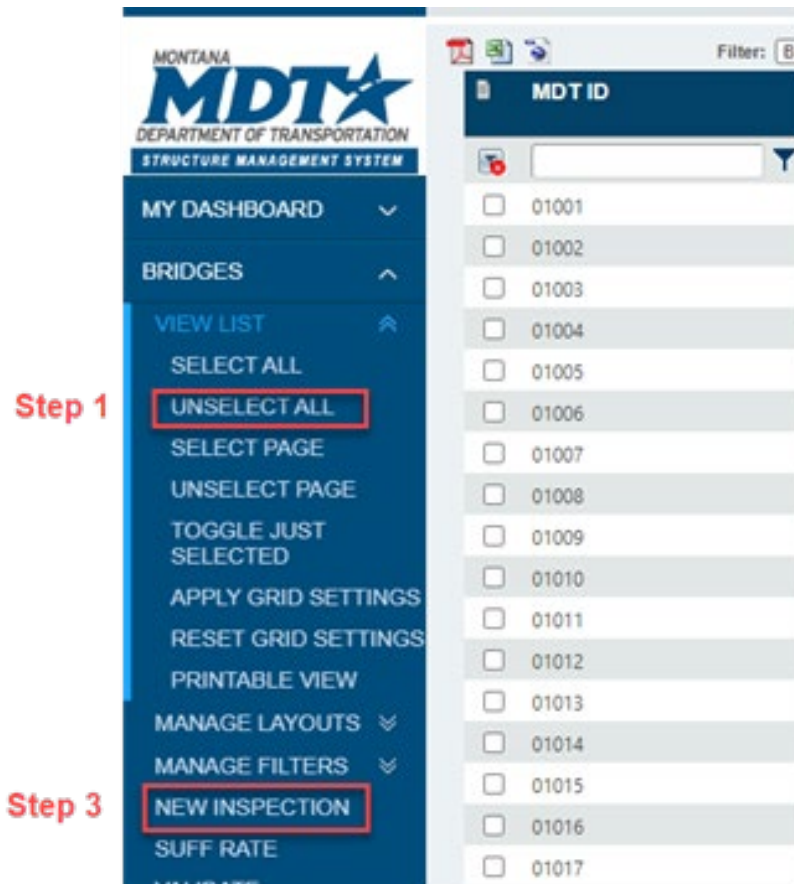 MONTANA
MDT
DEPARTMENT OF TRANSPORTATION
STRUCTURE MANAGEMENT SYSTEM
MY DASHBOARD
BRIDGES
VIEW LIST
SELECT ALL
Step 1
UNSELECT ALL
SELECT PAGE
UNSELECT PAGE
TOGGLE JUST
SELECTED
APPLY GRID SETTINGS
RESET GRID SETTINGS
PRINTABLE VIEW
MANAGE LAYOUTS
MANAGE FILTERS
Step 3
NEW INSPECTION
SUFF RATE
Filter: B
MDT ID
01001
01002
01003
01004
01005
01006
01007
01008
01009
01010
01011
01012
01013
01014
01015
01016
01017